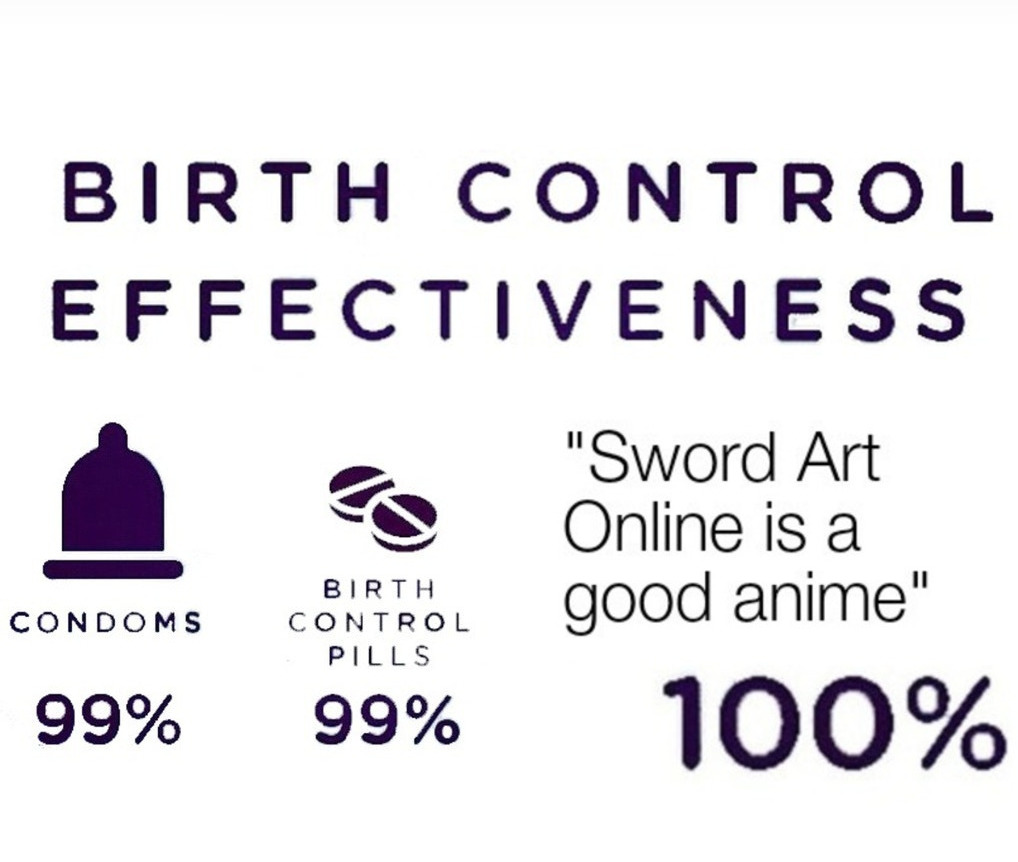 BIRTH CONTROL
EFFECTIVENESS
CONDOMS
99%
BIRTH
CONTROL
PILLS
99%
"Sword Art
Online is a
good anime"
100%